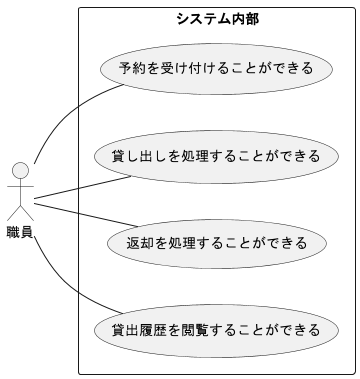 システム内部
予約を受け付けることができる
貸し出しを処理することができる
職員
返却を処理することができる
貸出履歴を閲覧することができる